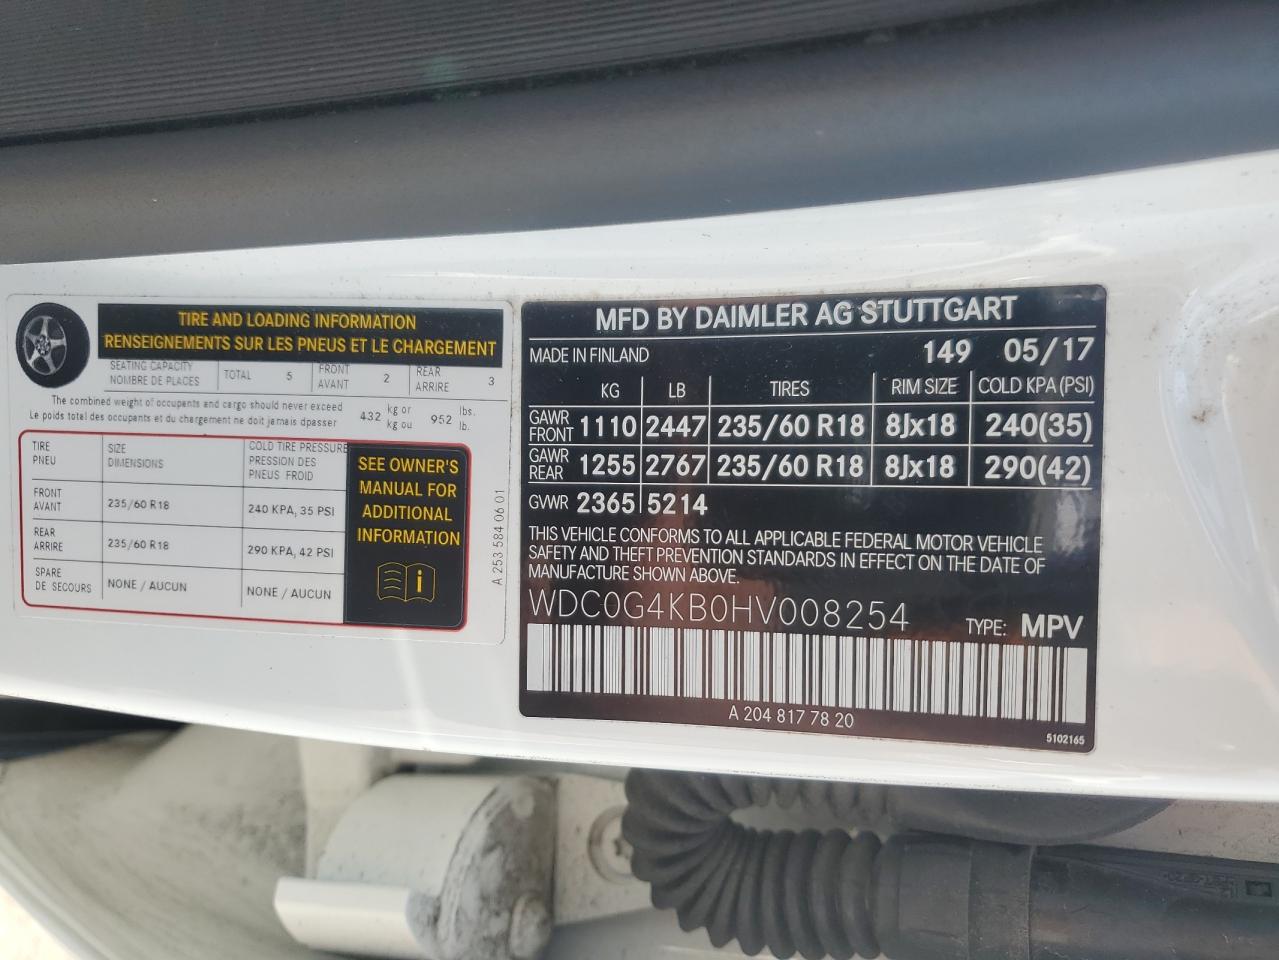 TIRE AND LOADING INFORMATION
RENSEIGNEMENTS SUR LES PNEUS ET LE CHARGEMENT
SEATING CAPACITY
NOMBRE DE PLACES
TOTAL 5
FRONT
AVANT 2
REAR
ARRIRE 3
The combined weight of occupants and cargo should never exceed
Le poids total des occupants et du chargement ne doit jamais dpasser
432 kg or
kg ou
952 lbs.
lb.
TIRE
PNEU
SIZE
DIMENSIONS
COLD TIRE PRESSURE
PRESSION DES
PNEUS FROID
FRONT
AVANT
235/60 R18
240 KPA, 35 PSI
REAR
ARRIRE
235/60 R18
290 KPA, 42 PSI
SPARE
DE SECOURS
NONE / AUCUN
NONE / AUCUN
SEE OWNER'S
MANUAL FOR
ADDITIONAL
INFORMATION
A 253 584 06 01
MFD BY DAIMLER AG STUTTGART
MADE IN FINLAND 149 05/17
KG LB TIRES RIM SIZE COLD KPA(PSI)
GAWR
FRONT 1110 2447 235/60 R18 8Jx18 240(35)
GAWR
REAR 1255 2767 235/60 R18 8Jx18 290(42)
GVWR 2365 5214
THIS VEHICLE CONFORMS TO ALL APPLICABLE FEDERAL MOTOR VEHICLE
SAFETY AND THEFT PREVENTION STANDARDS IN EFFECT ON THE DATE OF
MANUFACTURE SHOWN ABOVE.
WDC0G4KB0HV008254 TYPE: MPV
A 204 817 78 20
5102165